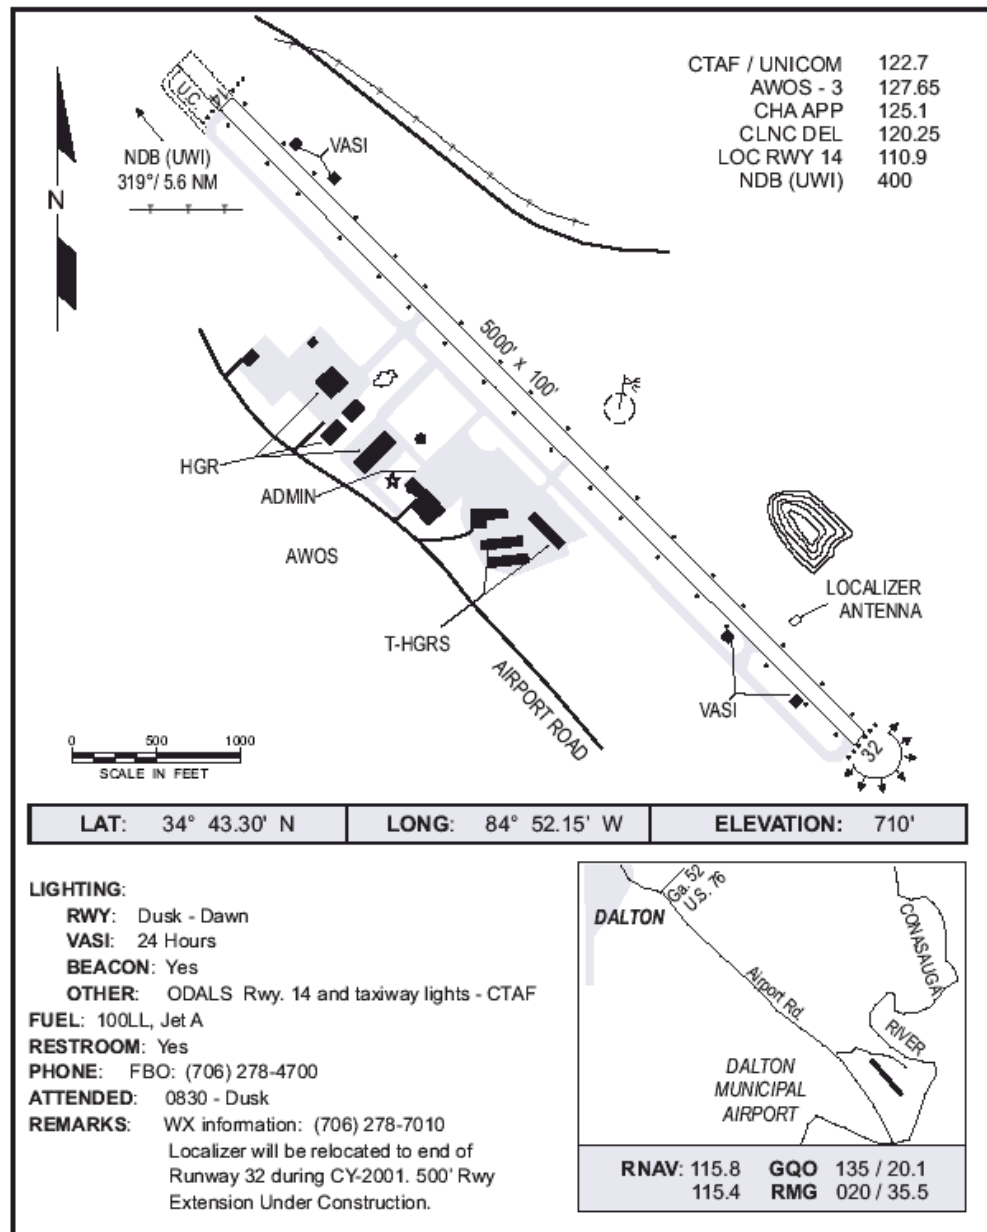 CTAF / UNICOM 122.7
AWOS - 3 127.65
CHA APP 125.1
CLNC DEL 120.25
LOC RWY 14 110.9
NDB (UWI) 400
U.C.
14
VASI
NDB (UWI)
319°/ 5.6 NM
N
5000' x 100'
HGR
ADMIN
AWOS
T-HGRS
AIRPORT ROAD
LOCALIZER
ANTENNA
VASI
32
0 500 1000
SCALE IN FEET
LAT: 34° 43.30' N LONG: 84° 52.15' W ELEVATION: 710'
LIGHTING:
RWY: Dusk - Dawn
VASI: 24 Hours
BEACON: Yes
OTHER: ODALS Rwy. 14 and taxiway lights - CTAF
FUEL: 100LL, Jet A
RESTROOM: Yes
PHONE: FBO: (706) 278-4700
ATTENDED: 0830 - Dusk
REMARKS: WX information: (706) 278-7010
Localizer will be relocated to end of
Runway 32 during CY-2001. 500' Rwy
Extension Under Construction.
Ga. 52
U.S. 76
DALTON
CONASAUGA
Airport Rd.
RIVER
DALTON
MUNICIPAL
AIRPORT
RNAV: 115.8 GQO 135 / 20.1
115.4 RMG 020 / 35.5